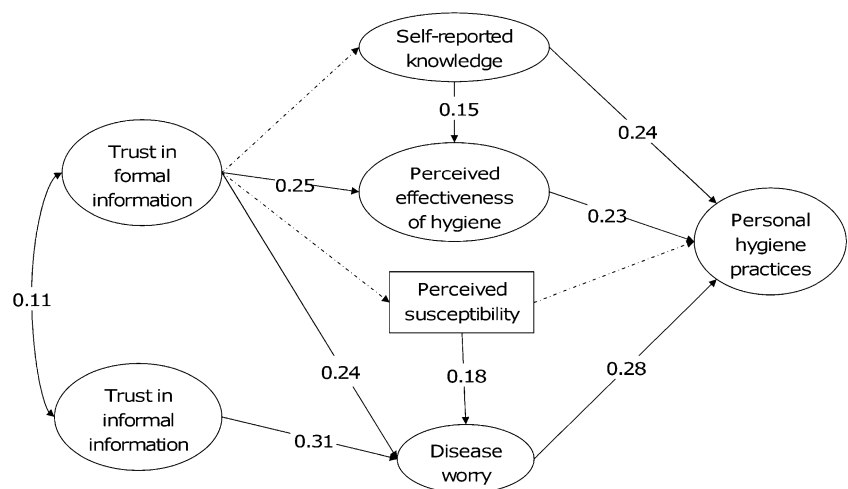 Self-reported
knowledge
0.15
0.24
Trust in
formal
information
0.25
Perceived
effectiveness
of hygiene
0.23
Personal
hygiene
practices
Perceived
susceptibility
0.11
0.24
0.18
0.28
Trust in
informal
information
0.31
Disease
worry